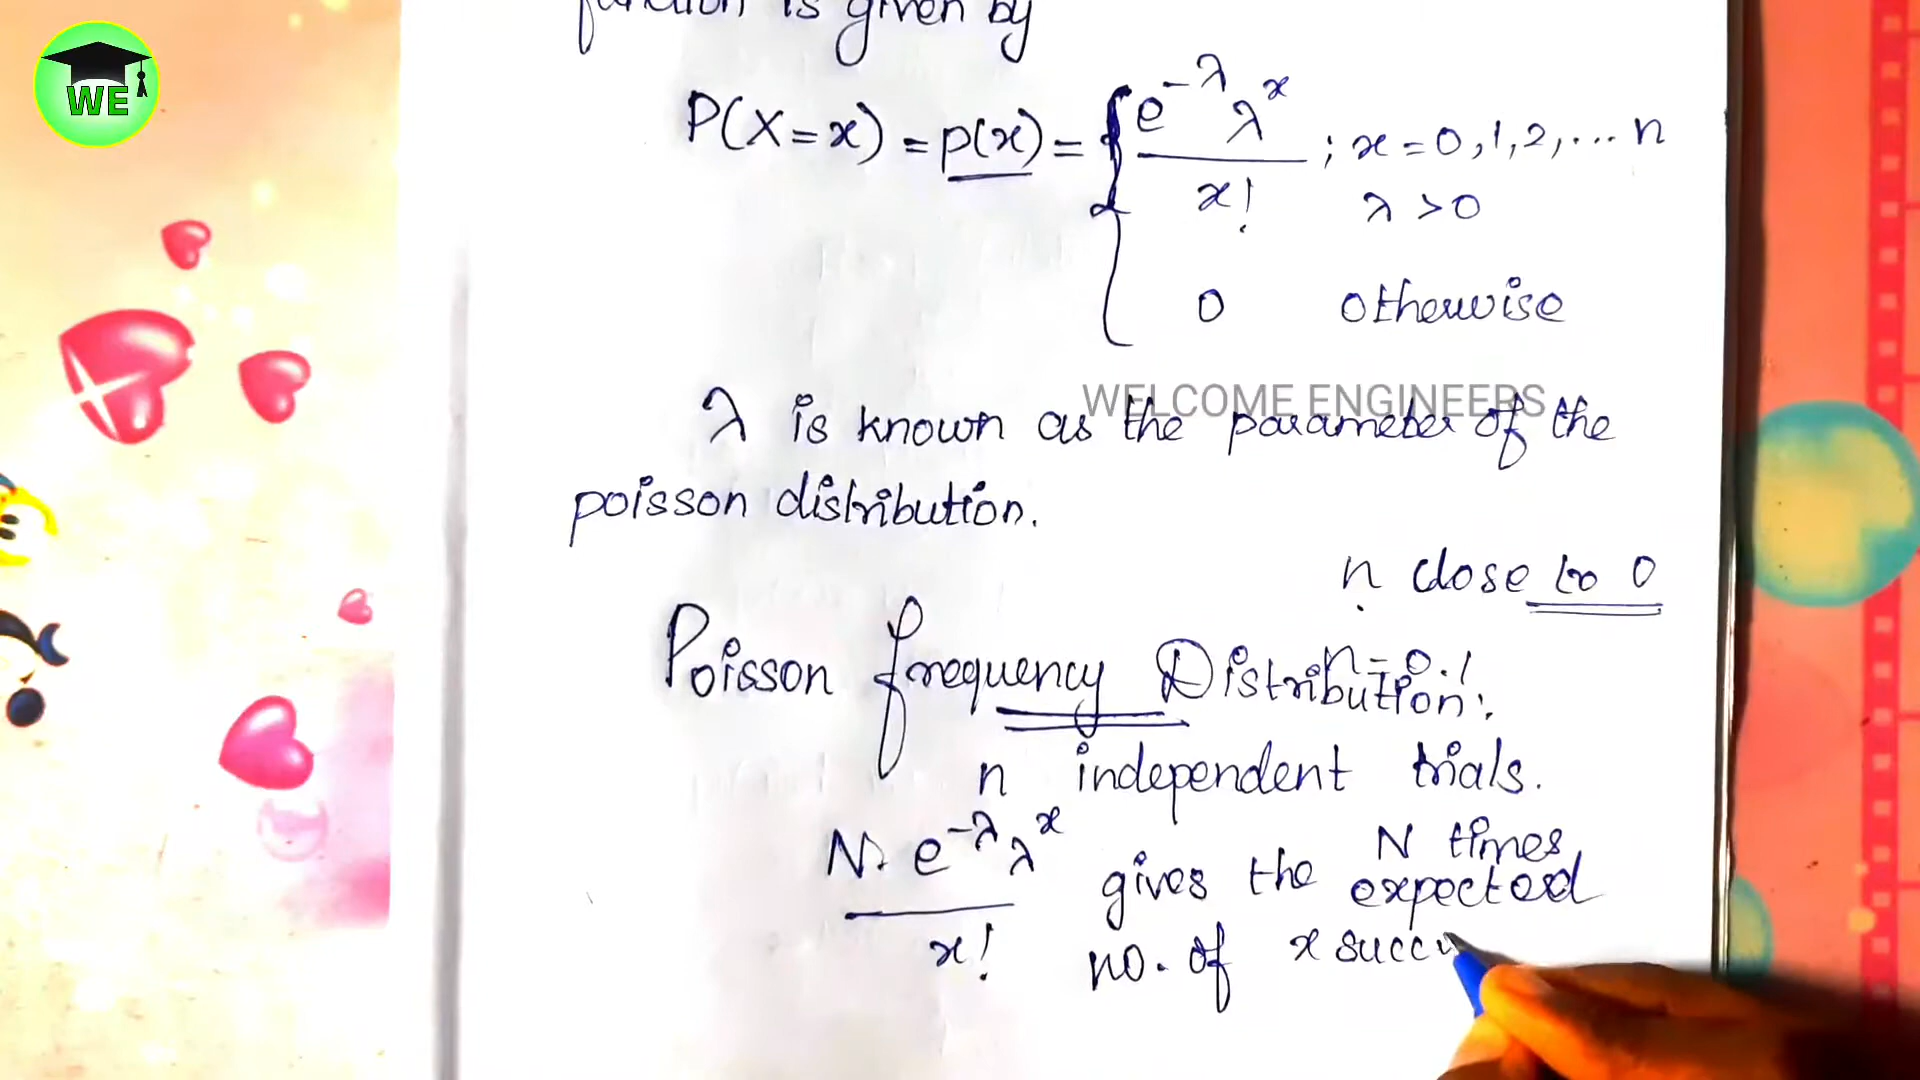 WE
function is given by
P(X=x) = p(x) = { e^-λ λ^x / x! ; x = 0, 1, 2, ... n
λ > 0
0 otherwise
WELCOME ENGINEERS
λ is known as the parameter of the
poisson distribution.
n close to 0
n = 0.1
Poisson frequency Distribution:
n independent trials.
N times
N. e^-λ λ^x / x! gives the expected
no. of x succ